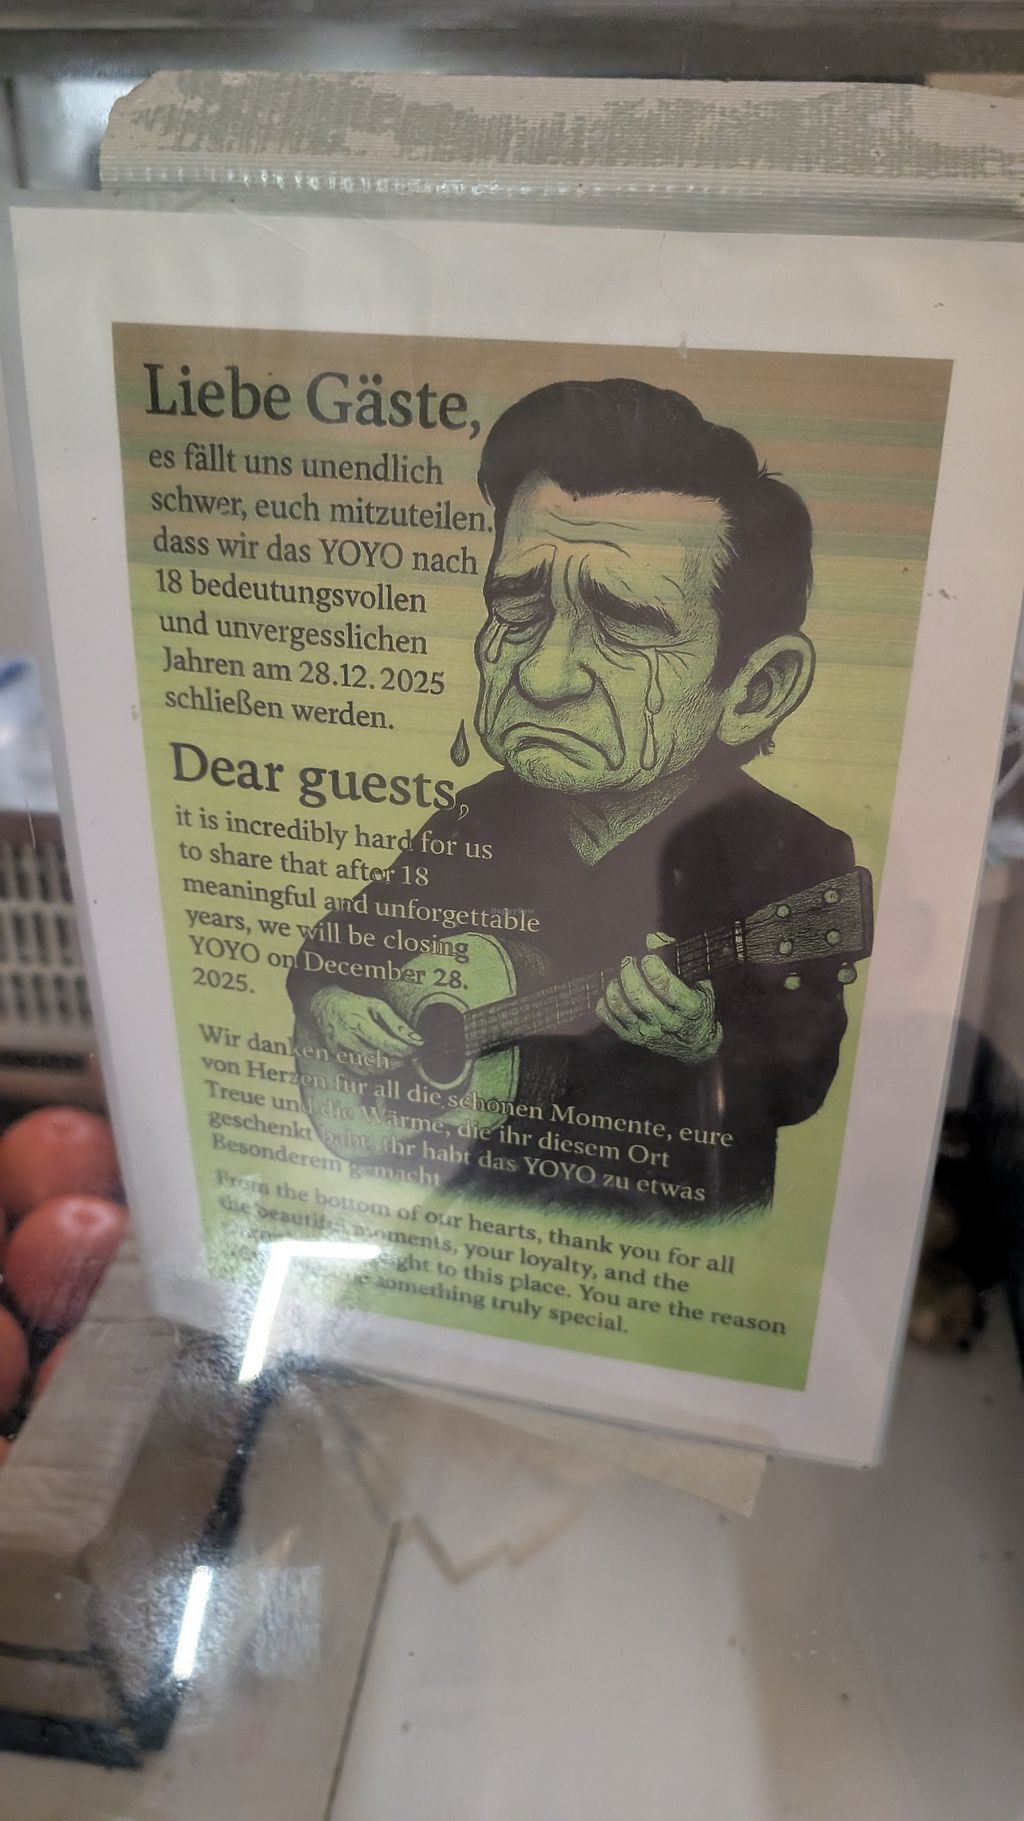 Liebe Gäste,
es fällt uns unendlich
schwer, euch mitzuteilen,
dass wir das YOYO nach
18 bedeutungsvollen
und unvergesslichen
Jahren am 28.12.2025
schließen werden.
Dear guests,
it is incredibly hard for us
to share that after 18
meaningful and unforgettable
years, we will be closing
YOYO on December 28.
2025.
Wir danken euch
von Herzen für all die schönen Momente, eure
Treue und die Wärme, die ihr diesem Ort
geschenkt habt. Ihr habt das YOYO zu etwas
Besonderem gemacht
From the bottom of our hearts, thank you for all
the beautiful moments, your loyalty, and the
to this place. You are the reason
something truly special.